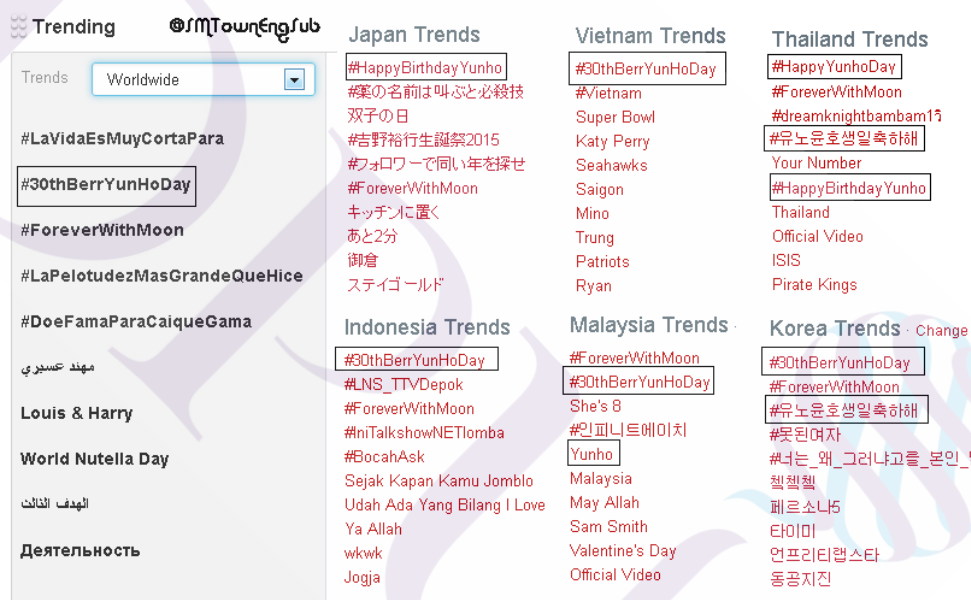 Trending
@SMTownEngSub
Trends
Worldwide
#LaVidaEsMuyCortaPara
#30thBerrYunHoDay
#ForeverWithMoon
#LaPelotudezMasGrandeQueHice
#DoeFamaParaCaiqueGama
مهند عسيري
Louis & Harry
World Nutella Day
الهدف الثالث
Деятельность
Japan Trends
#HappyBirthdayYunho
#薬の名前は叫ぶと必殺技
双子の日
#吉野裕行生誕祭2015
#フォロワーで同い年を探せ
#ForeverWithMoon
キッチンに置く
あと2分
御倉
ステイゴールド
Vietnam Trends
#30thBerrYunHoDay
#Vietnam
Super Bowl
Katy Perry
Seahawks
Saigon
Mino
Trung
Patriots
Ryan
Thailand Trends
#HappyYunhoDay
#ForeverWithMoon
#dreamknightbambam15
#유노윤호생일축하해
Your Number
#HappyBirthdayYunho
Thailand
Official Video
ISIS
Pirate Kings
Indonesia Trends
#30thBerrYunHoDay
#LNS_TTVDepok
#ForeverWithMoon
#IniTalkshowNETlomba
#BocahAsk
Sejak Kapan Kamu Jomblo
Udah Ada Yang Bilang I Love
Ya Allah
wkwk
Jogja
Malaysia Trends ·
#ForeverWithMoon
#30thBerrYunHoDay
She's 8
#인피니트에이치
Yunho
Malaysia
May Allah
Sam Smith
Valentine's Day
Official Video
Korea Trends · Change
#30thBerrYunHoDay
#ForeverWithMoon
#유노윤호생일축하해
#못된여자
#너는_왜_그러냐고를_본인_
첵첵첵
페르소나5
타이미
언프리티랩스타
동공지진